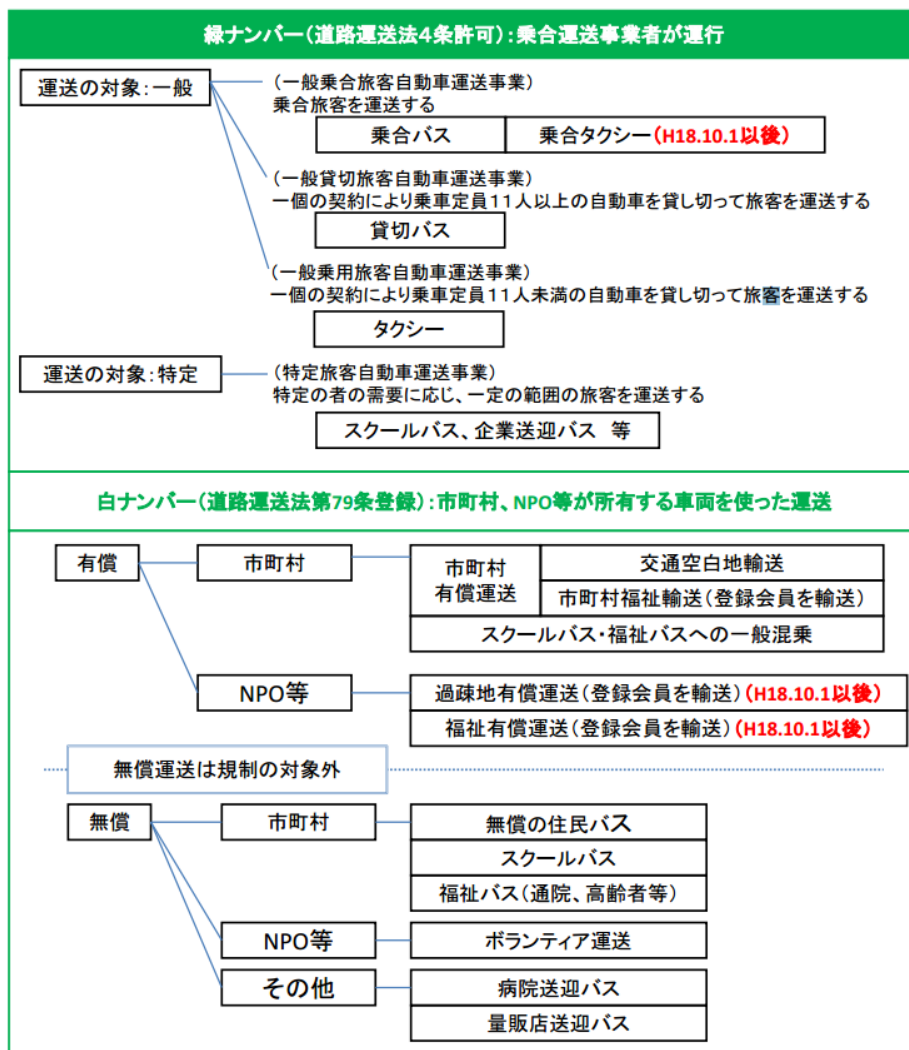 緑ナンバー(道路運送法4条許可):乗合運送事業者が運行
運送の対象:一般
(一般乗合旅客自動車運送事業)
乗合旅客を運送する
乗合バス
乗合タクシー(H18.10.1以後)
(一般貸切旅客自動車運送事業)
一個の契約により乗車定員11人以上の自動車を貸し切って旅客を運送する
貸切バス
(一般乗用旅客自動車運送事業)
一個の契約により乗車定員11人未満の自動車を貸し切って旅客を運送する
タクシー
運送の対象:特定
(特定旅客自動車運送事業)
特定の者の需要に応じ、一定の範囲の旅客を運送する
スクールバス、企業送迎バス 等
白ナンバー(道路運送法第79条登録):市町村、NPO等が所有する車両を使った運送
有償
市町村
市町村
有償運送
交通空白地輸送
市町村福祉輸送(登録会員を輸送)
スクールバス・福祉バスへの一般混乗
NPO等
過疎地有償運送(登録会員を輸送)(H18.10.1以後)
福祉有償運送(登録会員を輸送)(H18.10.1以後)
無償運送は規制の対象外
無償
市町村
無償の住民バス
スクールバス
福祉バス(通院、高齢者等)
NPO等
ボランティア運送
その他
病院送迎バス
量販店送迎バス